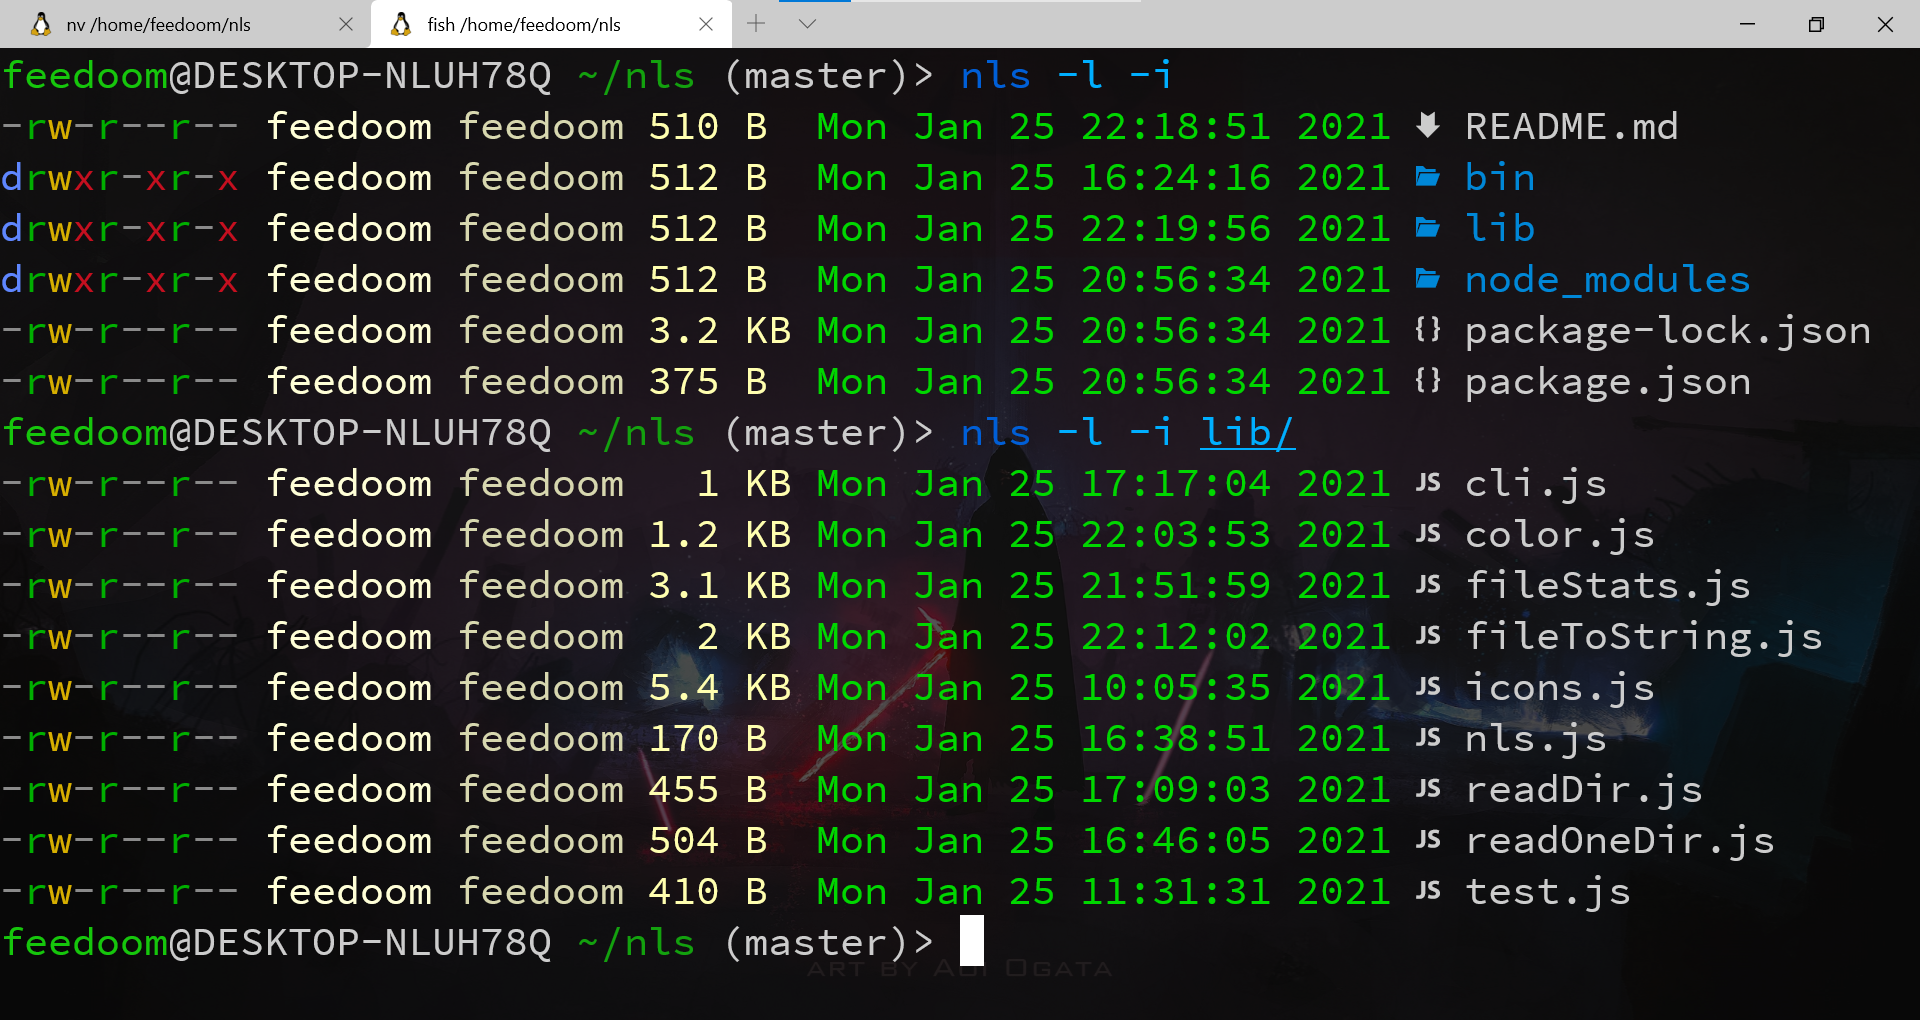 nv /home/feedoom/nls fish /home/feedoom/nls
feedoom@DESKTOP-NLUH78Q ~/nls (master)> nls -l -i
-rw-r--r-- feedoom feedoom 510 B  Mon Jan 25 22:18:51 2021 README.md
drwxr-xr-x feedoom feedoom 512 B  Mon Jan 25 16:24:16 2021 bin
drwxr-xr-x feedoom feedoom 512 B  Mon Jan 25 22:19:56 2021 lib
drwxr-xr-x feedoom feedoom 512 B  Mon Jan 25 20:56:34 2021 node_modules
-rw-r--r-- feedoom feedoom 3.2 KB Mon Jan 25 20:56:34 2021 {} package-lock.json
-rw-r--r-- feedoom feedoom 375 B  Mon Jan 25 20:56:34 2021 {} package.json
feedoom@DESKTOP-NLUH78Q ~/nls (master)> nls -l -i lib/
-rw-r--r-- feedoom feedoom   1 KB Mon Jan 25 17:17:04 2021 JS cli.js
-rw-r--r-- feedoom feedoom 1.2 KB Mon Jan 25 22:03:53 2021 JS color.js
-rw-r--r-- feedoom feedoom 3.1 KB Mon Jan 25 21:51:59 2021 JS fileStats.js
-rw-r--r-- feedoom feedoom   2 KB Mon Jan 25 22:12:02 2021 JS fileToString.js
-rw-r--r-- feedoom feedoom 5.4 KB Mon Jan 25 10:05:35 2021 JS icons.js
-rw-r--r-- feedoom feedoom 170 B  Mon Jan 25 16:38:51 2021 JS nls.js
-rw-r--r-- feedoom feedoom 455 B  Mon Jan 25 17:09:03 2021 JS readDir.js
-rw-r--r-- feedoom feedoom 504 B  Mon Jan 25 16:46:05 2021 JS readOneDir.js
-rw-r--r-- feedoom feedoom 410 B  Mon Jan 25 11:31:31 2021 JS test.js
feedoom@DESKTOP-NLUH78Q ~/nls (master)>
ART BY Ogata